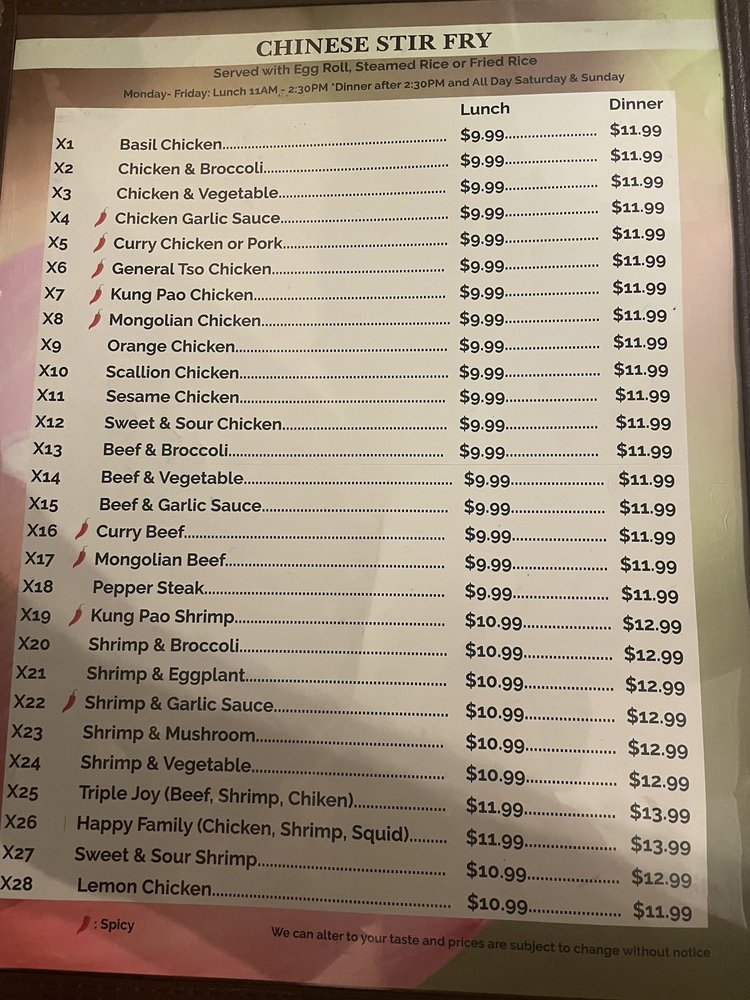 CHINESE STIR FRY
Served with Egg Roll, Steamed Rice or Fried Rice
Monday- Friday: Lunch 11AM - 2:30PM *Dinner after 2:30PM and All Day Saturday & Sunday
Lunch Dinner
X1 Basil Chicken $9.99 $11.99
X2 Chicken & Broccoli $9.99 $11.99
X3 Chicken & Vegetable $9.99 $11.99
X4 Chicken Garlic Sauce $9.99 $11.99
X5 Curry Chicken or Pork $9.99 $11.99
X6 General Tso Chicken $9.99 $11.99
X7 Kung Pao Chicken $9.99 $11.99
X8 Mongolian Chicken $9.99 $11.99
X9 Orange Chicken $9.99 $11.99
X10 Scallion Chicken $9.99 $11.99
X11 Sesame Chicken $9.99 $11.99
X12 Sweet & Sour Chicken $9.99 $11.99
X13 Beef & Broccoli $9.99 $11.99
X14 Beef & Vegetable $9.99 $11.99
X15 Beef & Garlic Sauce $9.99 $11.99
X16 Curry Beef $9.99 $11.99
X17 Mongolian Beef $9.99 $11.99
X18 Pepper Steak $9.99 $11.99
X19 Kung Pao Shrimp $10.99 $12.99
X20 Shrimp & Broccoli $10.99 $12.99
X21 Shrimp & Eggplant $10.99 $12.99
X22 Shrimp & Garlic Sauce $10.99 $12.99
X23 Shrimp & Mushroom $10.99 $12.99
X24 Shrimp & Vegetable $10.99 $12.99
X25 Triple Joy (Beef, Shrimp, Chiken) $11.99 $13.99
X26 Happy Family (Chicken, Shrimp, Squid) $11.99 $13.99
X27 Sweet & Sour Shrimp $10.99 $12.99
X28 Lemon Chicken $10.99 $11.99
: Spicy
We can alter to your taste and prices are subject to change without notice